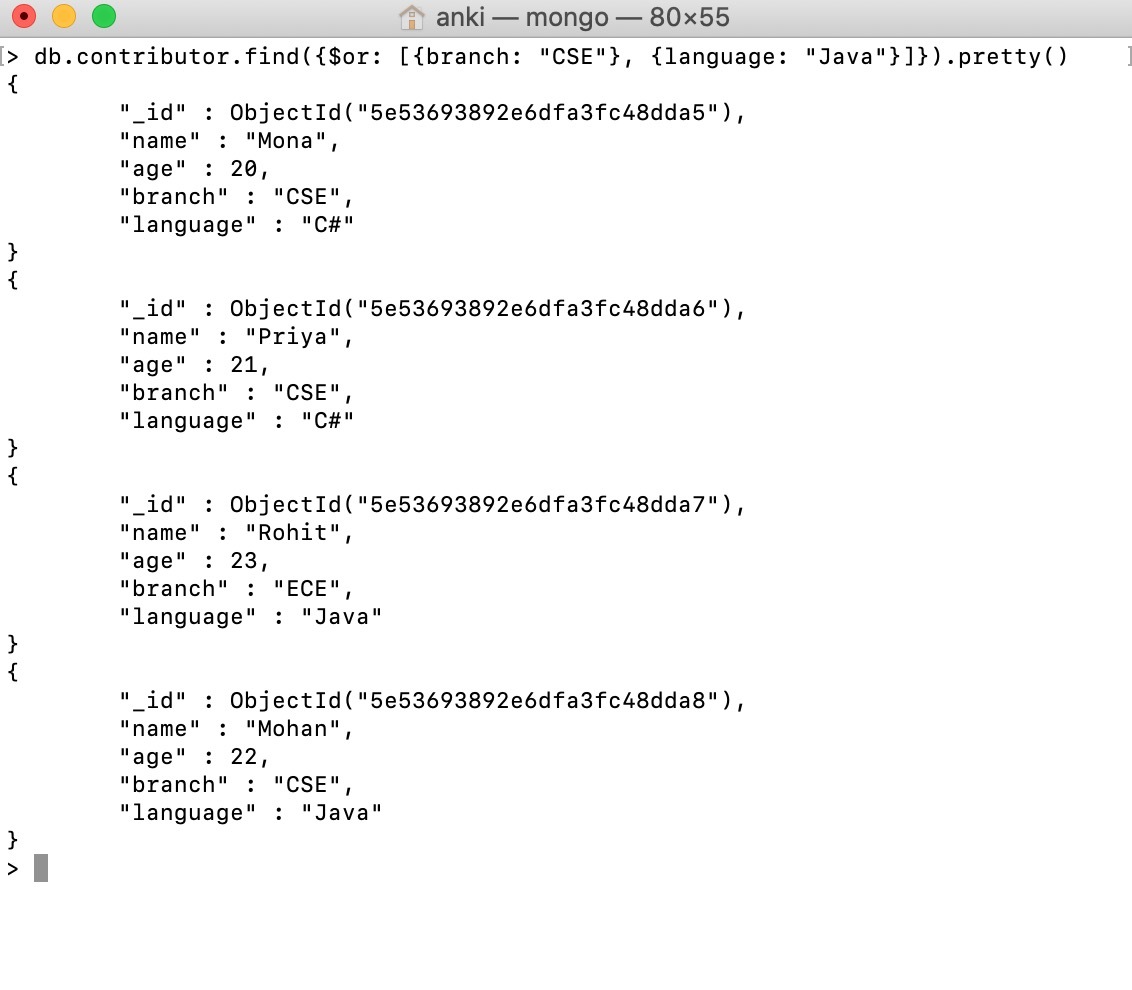 anki — mongo — 80×55
[> db.contributor.find({$or: [{branch: "CSE"}, {language: "Java"}]}).pretty() ]
{
"_id" : ObjectId("5e53693892e6dfa3fc48dda5"),
"name" : "Mona",
"age" : 20,
"branch" : "CSE",
"language" : "C#"
}
{
"_id" : ObjectId("5e53693892e6dfa3fc48dda6"),
"name" : "Priya",
"age" : 21,
"branch" : "CSE",
"language" : "C#"
}
{
"_id" : ObjectId("5e53693892e6dfa3fc48dda7"),
"name" : "Rohit",
"age" : 23,
"branch" : "ECE",
"language" : "Java"
}
{
"_id" : ObjectId("5e53693892e6dfa3fc48dda8"),
"name" : "Mohan",
"age" : 22,
"branch" : "CSE",
"language" : "Java"
}
>